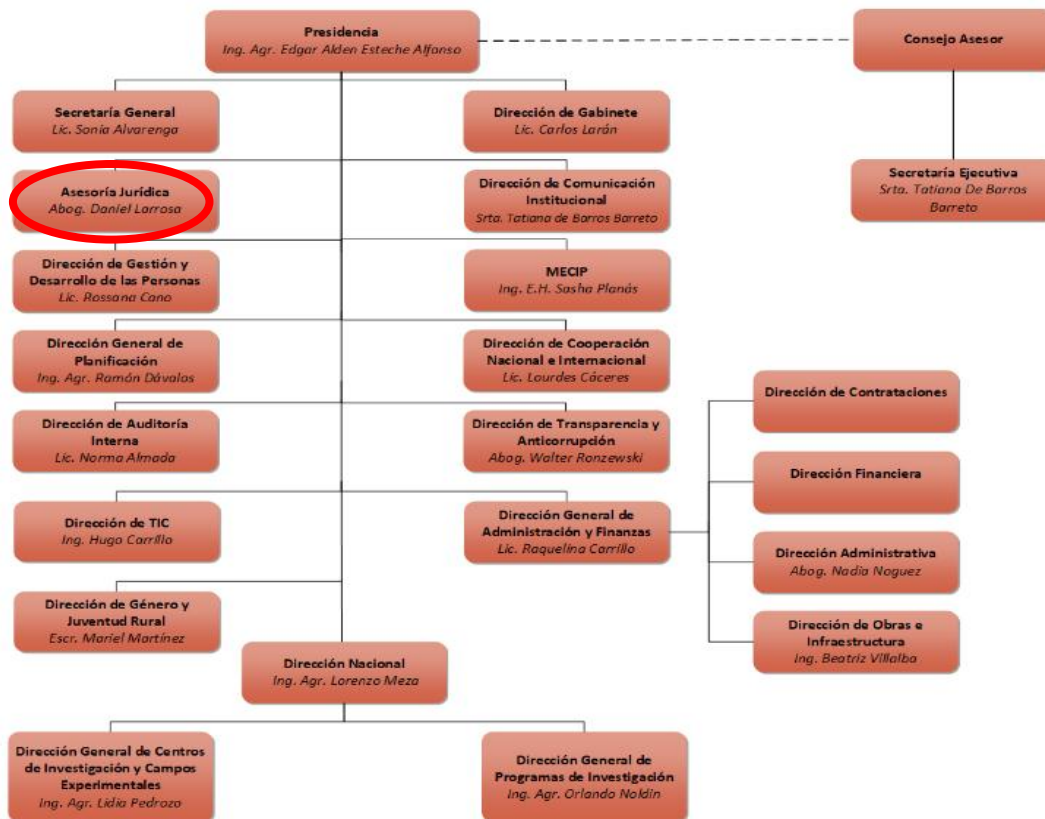 Presidencia
Ing. Agr. Edgar Alden Esteche Alfonso
Consejo Asesor
Secretaría General
Lic. Sonia Alvarenga
Dirección de Gabinete
Lic. Carlos Larán
Secretaría Ejecutiva
Srta. Tatiana De Barros
Barreto
Asesoría Jurídica
Abog. Daniel Larrosa
Dirección de Comunicación
Institucional
Srta. Tatiana de Barros Barreto
Dirección de Gestión y
Desarrollo de las Personas
Lic. Rossana Cano
MECIP
Ing. E.H. Sasha Planás
Dirección General de
Planificación
Ing. Agr. Ramón Dávalos
Dirección de Cooperación
Nacional e Internacional
Lic. Lourdes Cáceres
Dirección de Contrataciones
Dirección de Auditoría
Interna
Lic. Norma Almada
Dirección de Transparencia y
Anticorrupción
Abog. Walter Ronzewski
Dirección Financiera
Dirección de TIC
Ing. Hugo Carrillo
Dirección General de
Administración y Finanzas
Lic. Raquelina Carrillo
Dirección Administrativa
Abog. Nadia Noguez
Dirección de Género y
Juventud Rural
Escr. Mariel Martínez
Dirección de Obras e
Infraestructura
Ing. Beatriz Villalba
Dirección Nacional
Ing. Agr. Lorenzo Meza
Dirección General de Centros
de Investigación y Campos
Experimentales
Ing. Agr. Lidia Pedrozo
Dirección General de
Programas de Investigación
Ing. Agr. Orlando Noldin